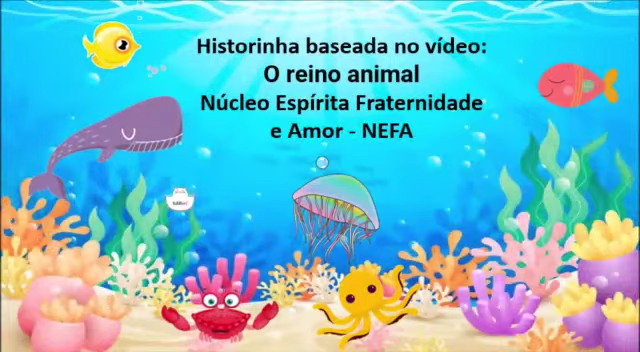 Historinha baseada no vídeo:
O reino animal
Núcleo Espírita Fraternidade
e Amor - NEFA